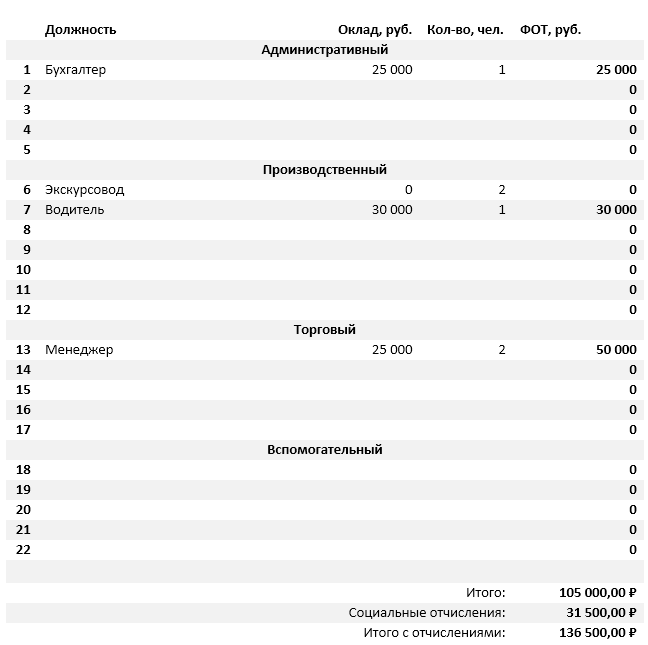 Должность Оклад, руб. Кол-во, чел. ФОТ, руб.
Административный
1 Бухгалтер 25 000 1 25 000
2 0
3 0
4 0
5 0
Производственный
6 Экскурсовод 0 2 0
7 Водитель 30 000 1 30 000
8 0
9 0
10 0
11 0
12 0
Торговый
13 Менеджер 25 000 2 50 000
14 0
15 0
16 0
17 0
Вспомогательный
18 0
19 0
20 0
21 0
22 0
Итого: 105 000,00 ₽
Социальные отчисления: 31 500,00 ₽
Итого с отчислениями: 136 500,00 ₽